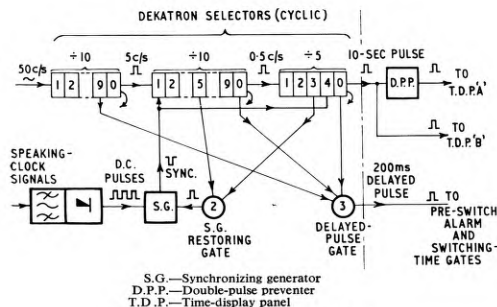 DEKATRON SELECTORS (CYCLIC)
÷10 5c/s ÷10 0·5c/s ÷5 10-SEC PULSE
50c/s 1 2 9 0 1 2 5 9 0 1 2 3 4 0 D.P.P. TO T.D.P.'A'
TO T.D.P.'B'
SPEAKING-CLOCK SIGNALS
D.C. PULSES
SYNC.
S.G.
2
S.G. RESTORING GATE
3
DELAYED-PULSE GATE
200ms DELAYED PULSE
TO PRE-SWITCH ALARM AND SWITCHING-TIME GATES
S.G.—Synchronizing generator
D.P.P.—Double-pulse preventer
T.D.P.—Time-display panel